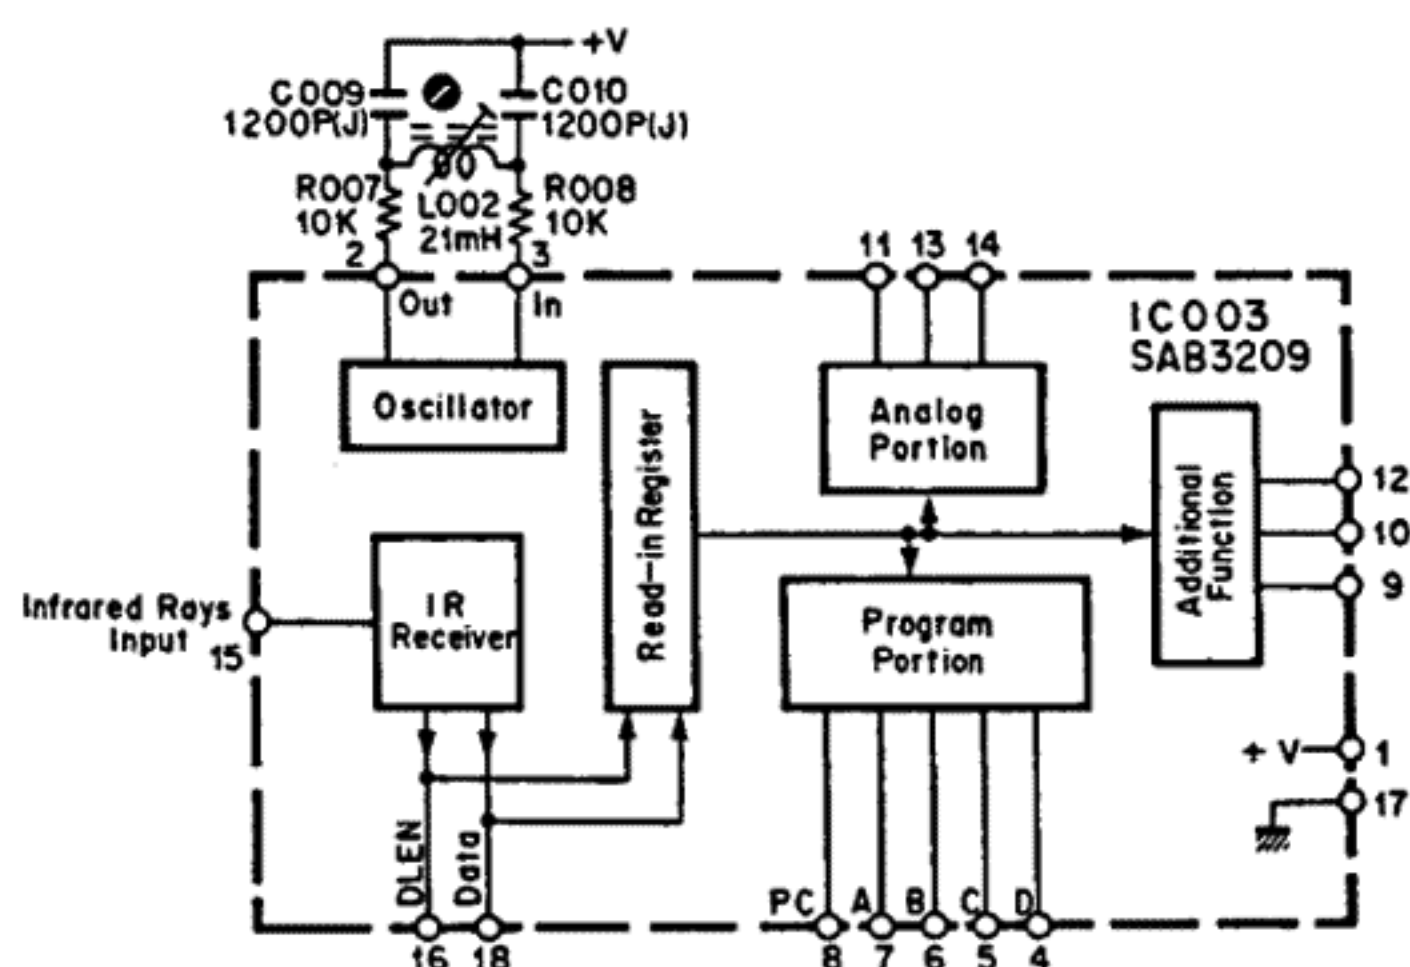 +V
C009
1200P(J)
C010
1200P(J)
R007
10K
L002
21mH
R008
10K
2
3
Out
In
11 13 14
IC003
SAB3209
Oscillator
Read-in Register
Analog
Portion
Additional
Function
12
10
9
Infrared Rays
Input
15
IR
Receiver
Program
Portion
+V
1
17
DLEN
Data
PC A B C D
16 18
8 7 6 5 4